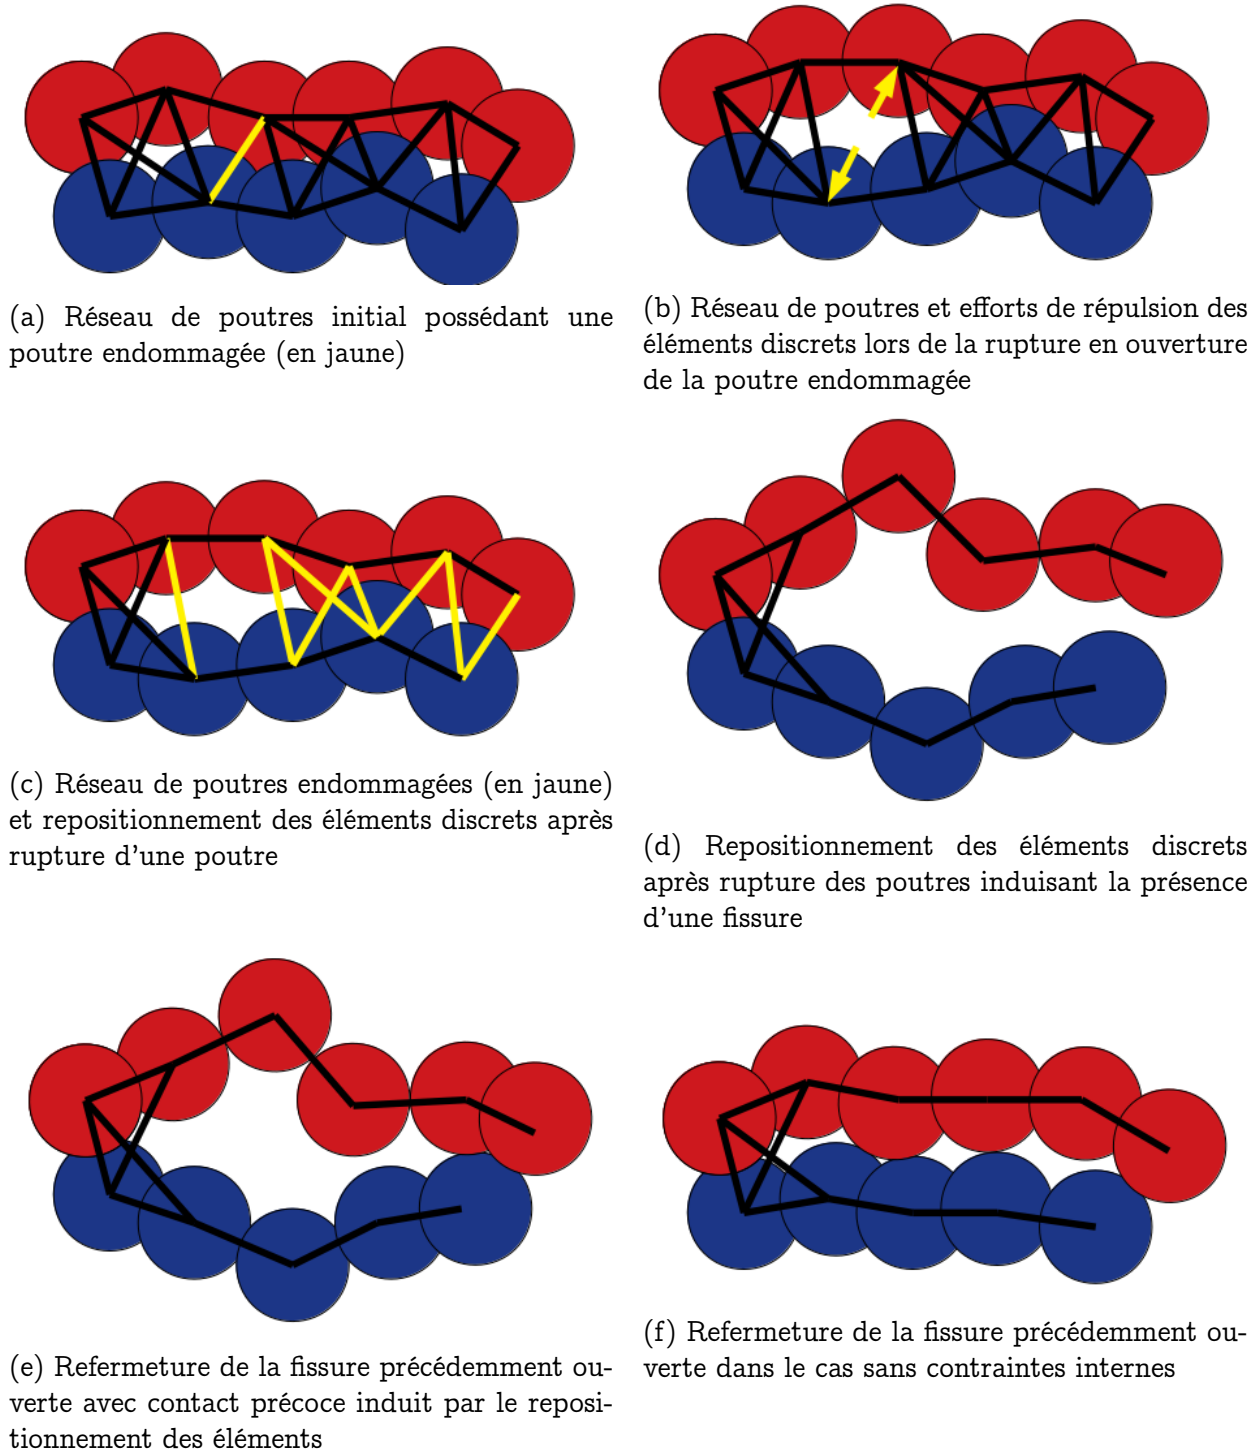 (a) Réseau de poutres initial possédant une
poutre endommagée (en jaune)
(b) Réseau de poutres et efforts de répulsion des
éléments discrets lors de la rupture en ouverture
de la poutre endommagée
(c) Réseau de poutres endommagées (en jaune)
et repositionnement des éléments discrets après
rupture d'une poutre
(d) Repositionnement des éléments discrets
après rupture des poutres induisant la présence
d'une fissure
(e) Refermeture de la fissure précédemment ou-
verte avec contact précoce induit par le reposi-
tionnement des éléments
(f) Refermeture de la fissure précédemment ou-
verte dans le cas sans contraintes internes